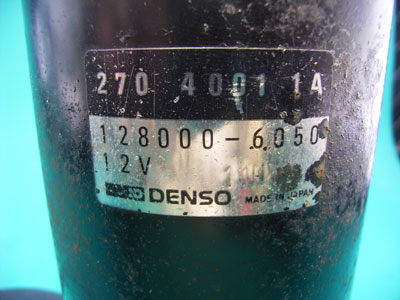 270 4001 1A
128000-6050
12V
DENSO MADE IN JAPAN